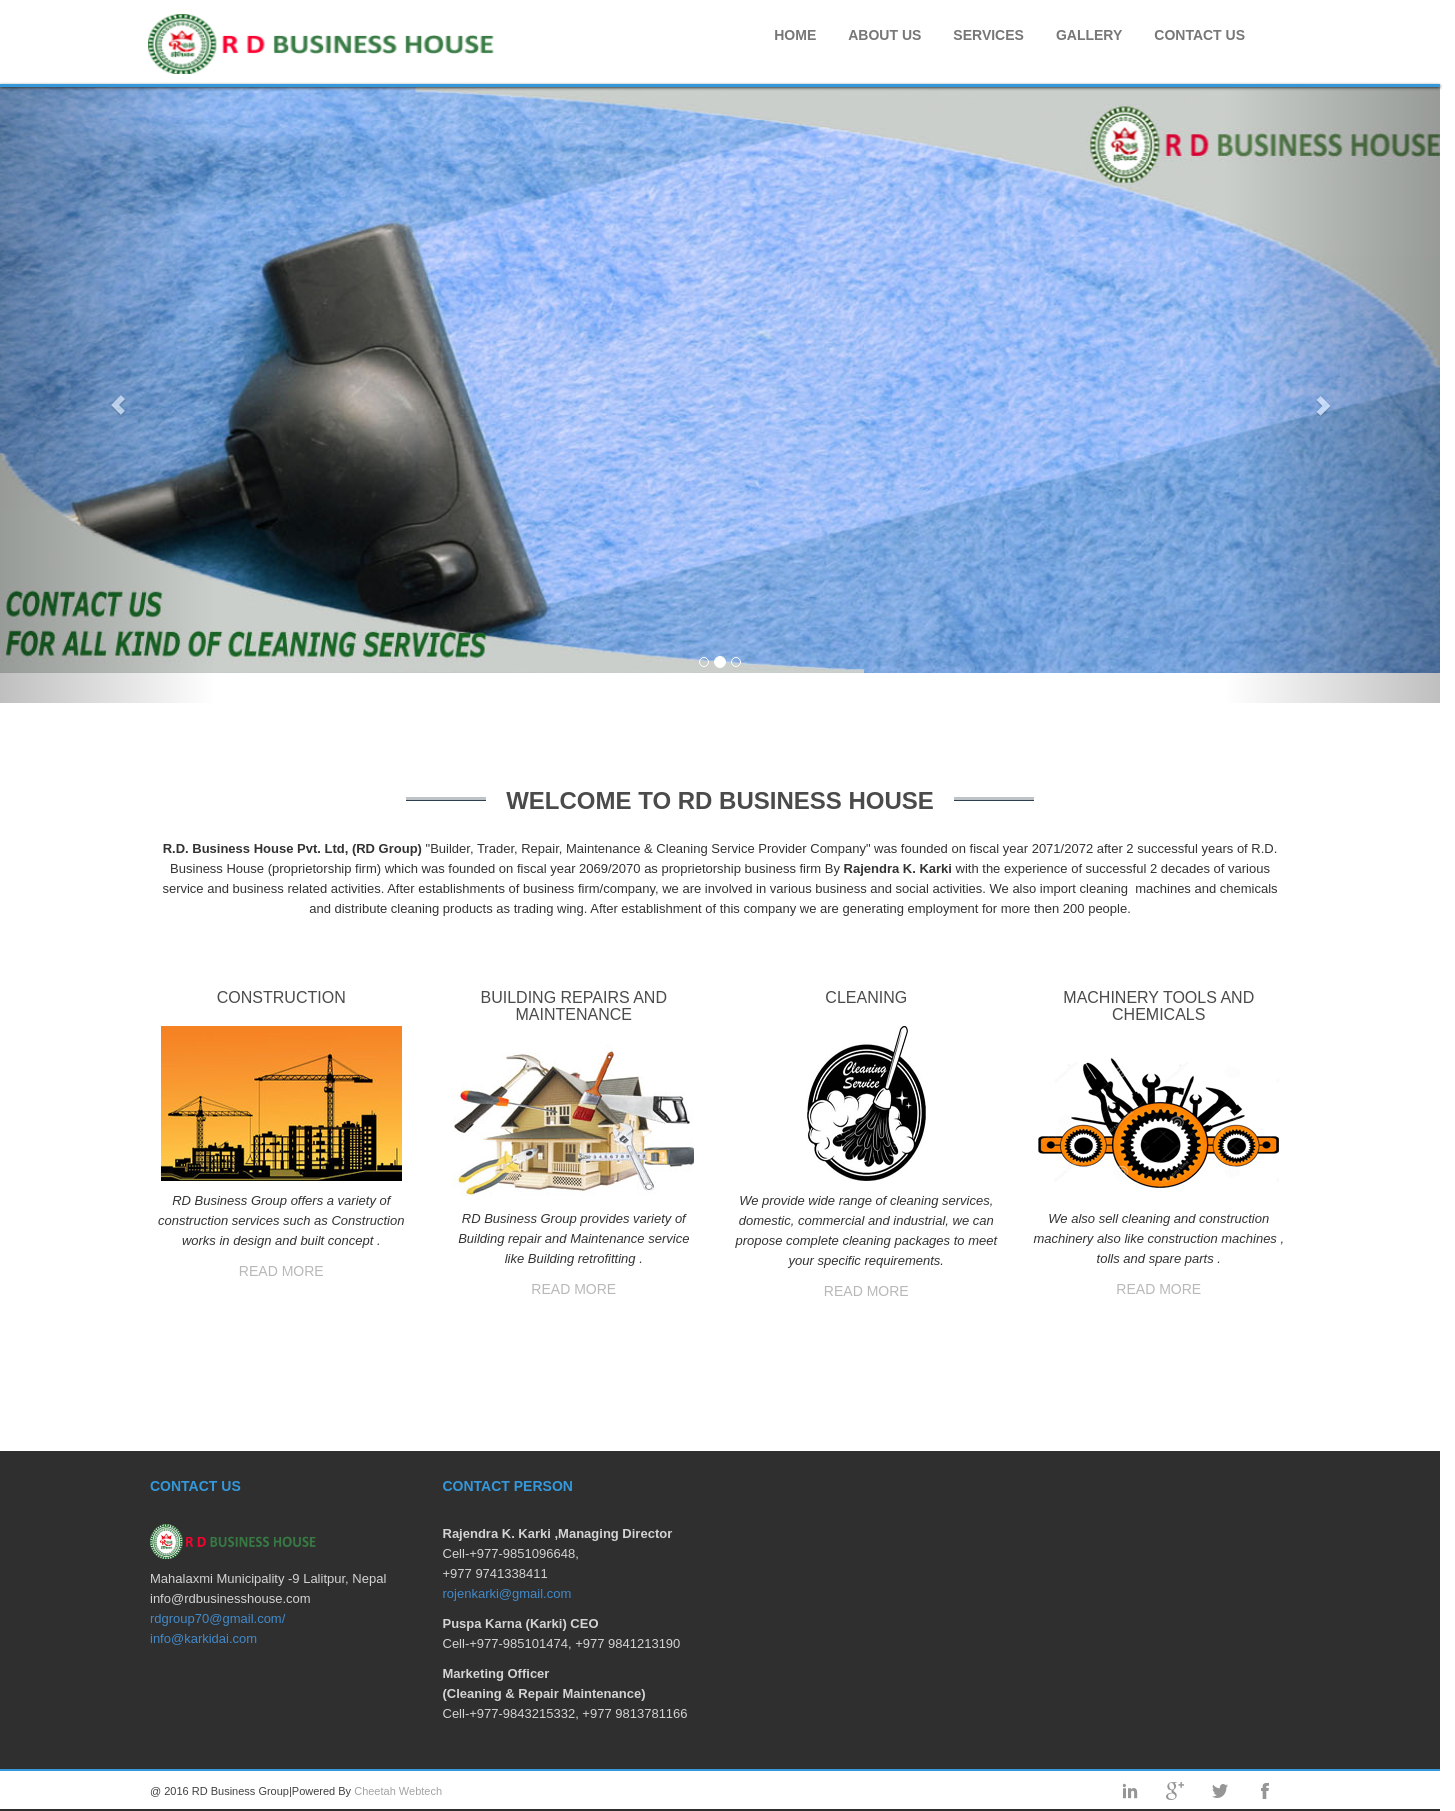 R D BUSINESS HOUSE
HOME ABOUT US SERVICES GALLERY CONTACT US
R D BUSINESS HOUSE
CONTACT US
FOR ALL KIND OF CLEANING SERVICES
WELCOME TO RD BUSINESS HOUSE
R.D. Business House Pvt. Ltd, (RD Group) "Builder, Trader, Repair, Maintenance & Cleaning Service Provider Company" was founded on fiscal year 2071/2072 after 2 successful years of R.D.
Business House (proprietorship firm) which was founded on fiscal year 2069/2070 as proprietorship business firm By Rajendra K. Karki with the experience of successful 2 decades of various
service and business related activities. After establishments of business firm/company, we are involved in various business and social activities. We also import cleaning  machines and chemicals
and distribute cleaning products as trading wing. After establishment of this company we are generating employment for more then 200 people.
CONSTRUCTION
RD Business Group offers a variety of
construction services such as Construction
works in design and built concept .
READ MORE
BUILDING REPAIRS AND
MAINTENANCE
RD Business Group provides variety of
Building repair and Maintenance service
like Building retrofitting .
READ MORE
CLEANING
Cleaning
Service
We provide wide range of cleaning services,
domestic, commercial and industrial, we can
propose complete cleaning packages to meet
your specific requirements.
READ MORE
MACHINERY TOOLS AND
CHEMICALS
We also sell cleaning and construction
machinery also like construction machines ,
tolls and spare parts .
READ MORE
CONTACT US
R D BUSINESS HOUSE
Mahalaxmi Municipality -9 Lalitpur, Nepal
info@rdbusinesshouse.com
rdgroup70@gmail.com/
info@karkidai.com
CONTACT PERSON
Rajendra K. Karki ,Managing Director
Cell-+977-9851096648,
+977 9741338411
rojenkarki@gmail.com
Puspa Karna (Karki) CEO
Cell-+977-985101474, +977 9841213190
Marketing Officer
(Cleaning & Repair Maintenance)
Cell-+977-9843215332, +977 9813781166
@ 2016 RD Business Group|Powered By Cheetah Webtech